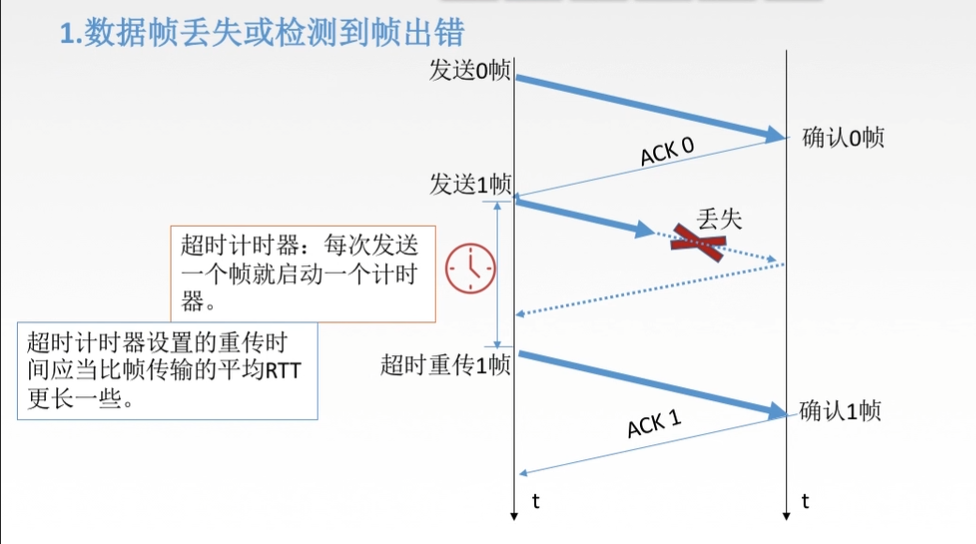 1.数据帧丢失或检测到帧出错
发送0帧
确认0帧
ACK 0
发送1帧
丢失
超时计时器：每次发送
一个帧就启动一个计时
器。
超时计时器设置的重传时
间应当比帧传输的平均RTT
更长一些。
超时重传1帧
确认1帧
ACK 1
t
t